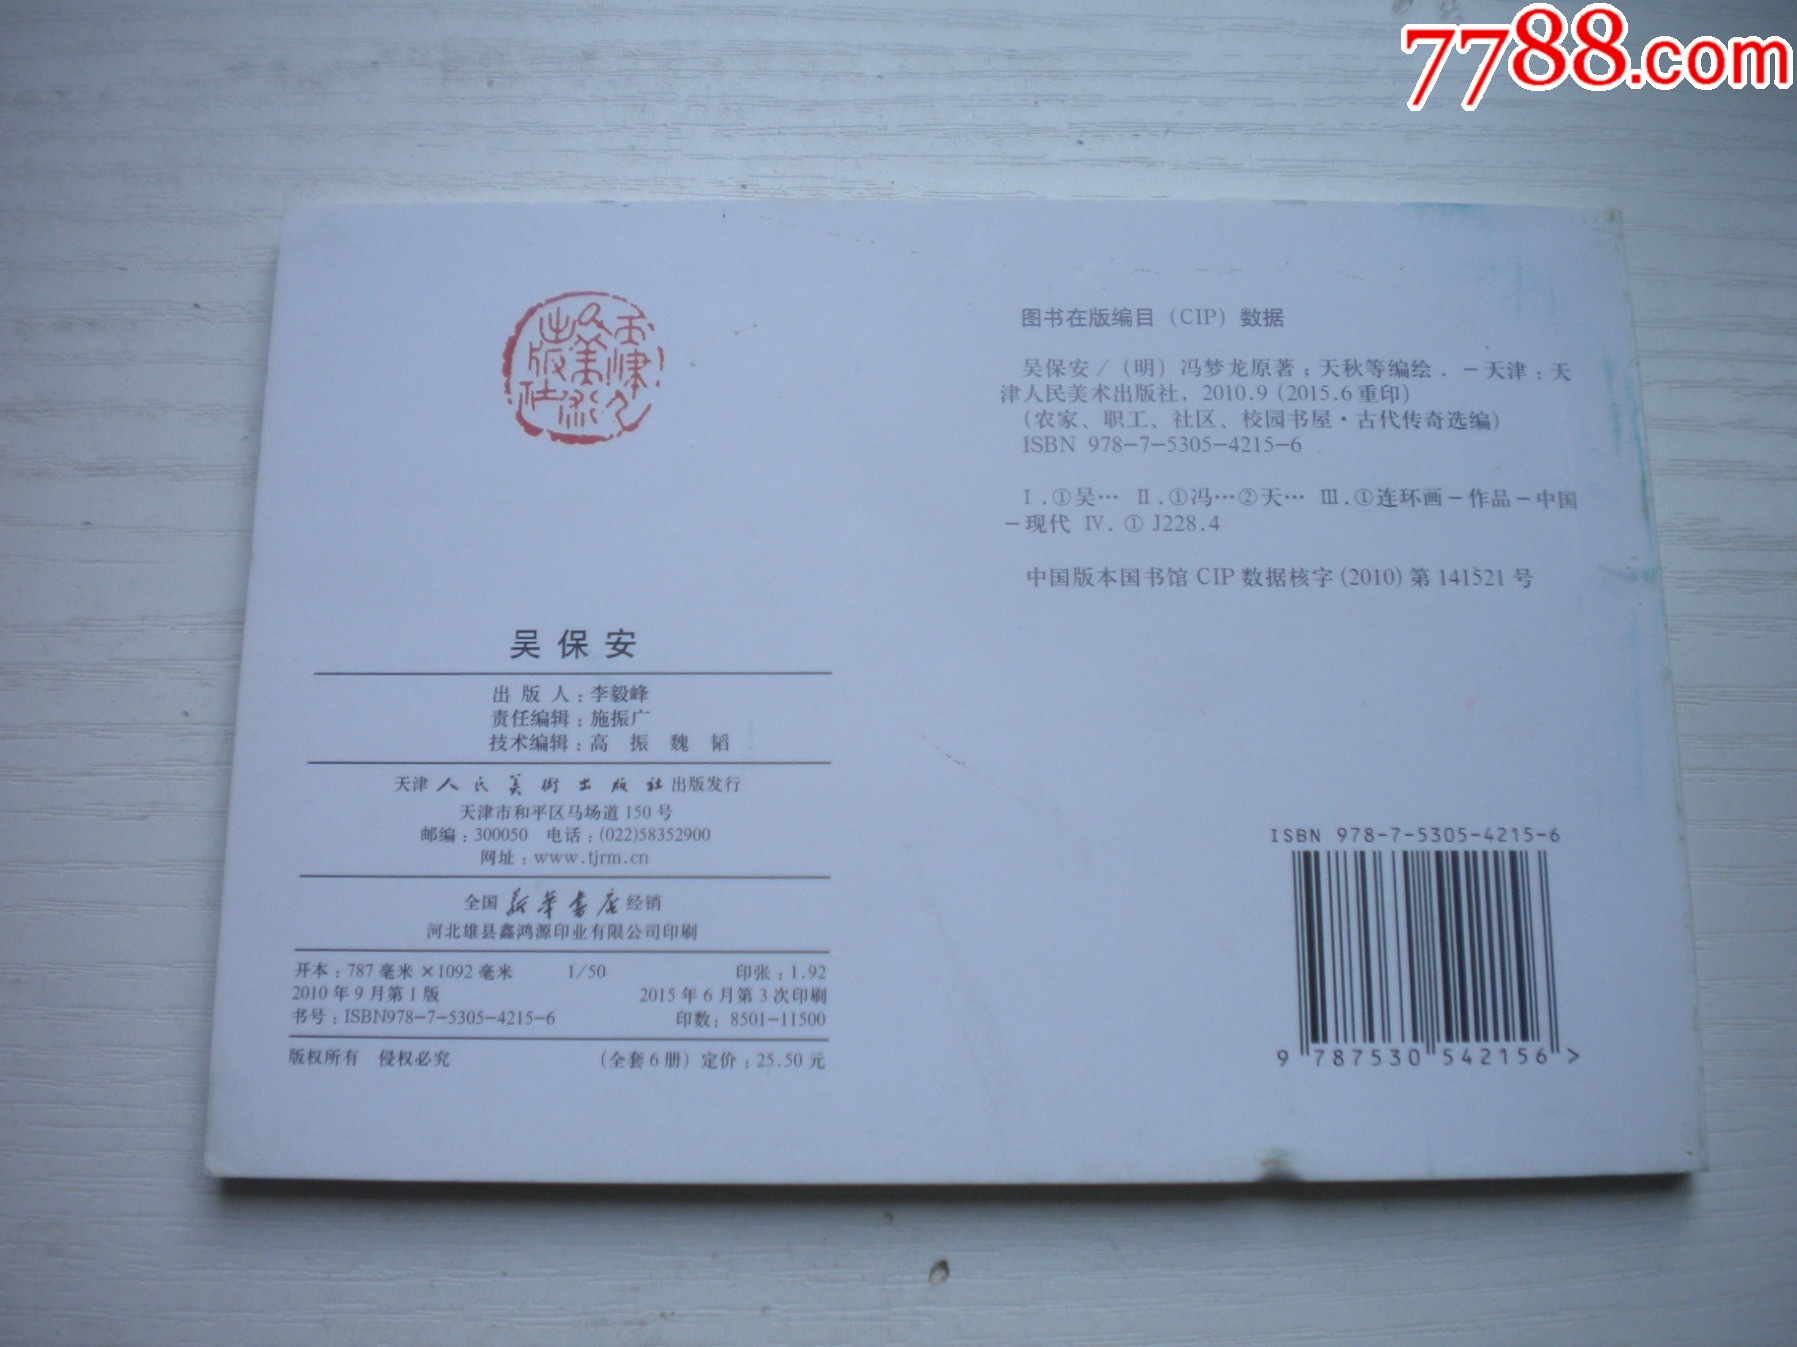 7788.com
天津人民美术出版社
吴保安
出版人：李毅峰
责任编辑：施振广
技术编辑：高 振 魏 韬
天津人民美術出版社出版发行
天津市和平区马场道150号
邮编：300050 电话：(022)58352900
网址：www.tjrm.cn
全国新华书店经销
河北雄县鑫鸿源印业有限公司印刷
开本：787毫米×1092毫米 1/50 印张：1.92
2010年9月第1版 2015年6月第3次印刷
书号：ISBN978-7-5305-4215-6 印数：8501-11500
版权所有 侵权必究 （全套6册）定价：25.50元
图书在版编目（CIP）数据
吴保安／（明）冯梦龙原著；天秋等编绘．－天津：天
津人民美术出版社，2010.9（2015.6重印）
（农家、职工、社区、校园书屋·古代传奇选编）
ISBN 978-7-5305-4215-6
Ⅰ.①吴… Ⅱ.①冯…②天… Ⅲ.①连环画－作品－中国
－现代 Ⅳ.①J228.4
中国版本图书馆CIP数据核字(2010)第141521号
ISBN 978-7-5305-4215-6
9 787530 542156 >